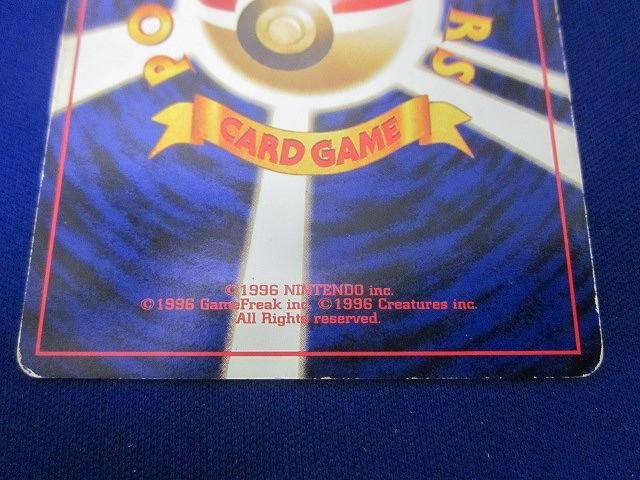 PO RS
CARD GAME
©1996 NINTENDO inc.
©1996 GameFreak inc. ©1996 Creatures inc.
All Rights reserved.